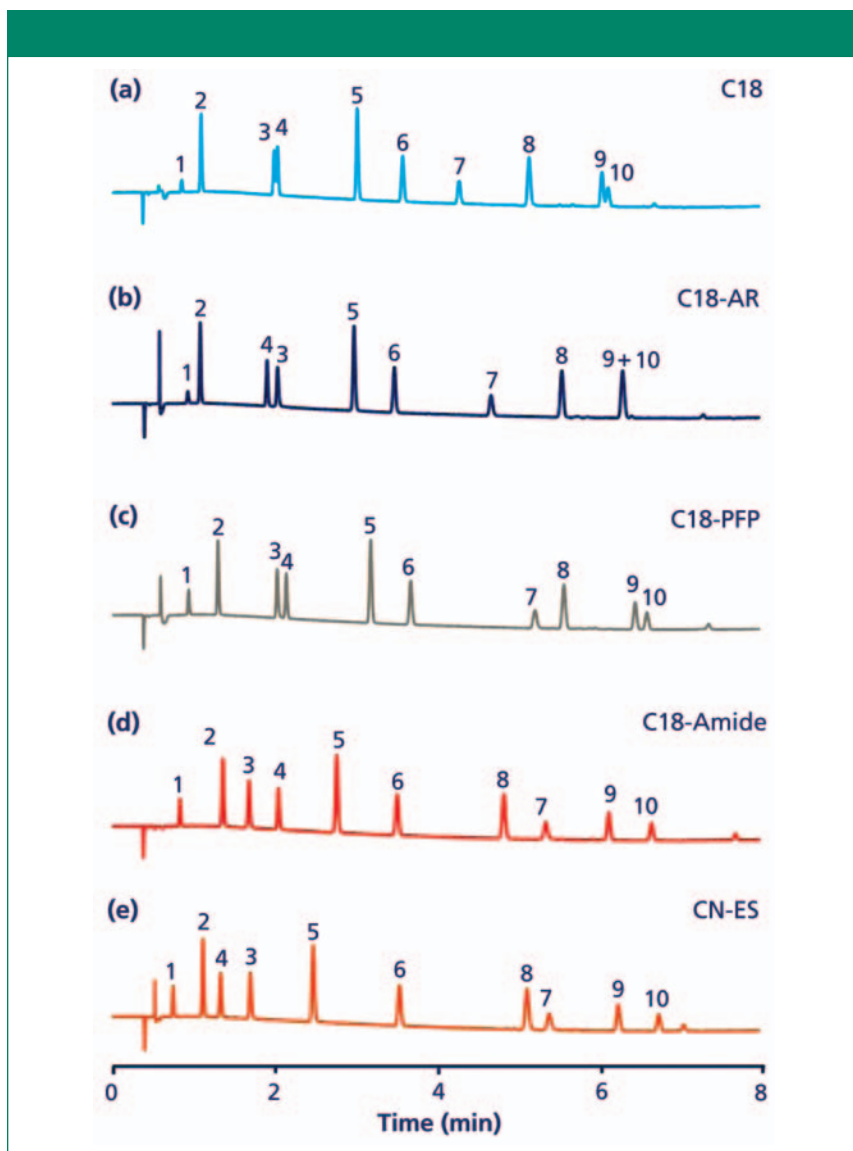 (a) C18
1 2 3 4 5 6 7 8 9 10
(b) C18-AR
1 2 4 3 5 6 7 8 9 + 10
(c) C18-PFP
1 2 3 4 5 6 7 8 9 10
(d) C18-Amide
1 2 3 4 5 6 8 7 9 10
(e) CN-ES
1 2 4 3 5 6 8 7 9 10
0 2 4 6 8
Time (min)